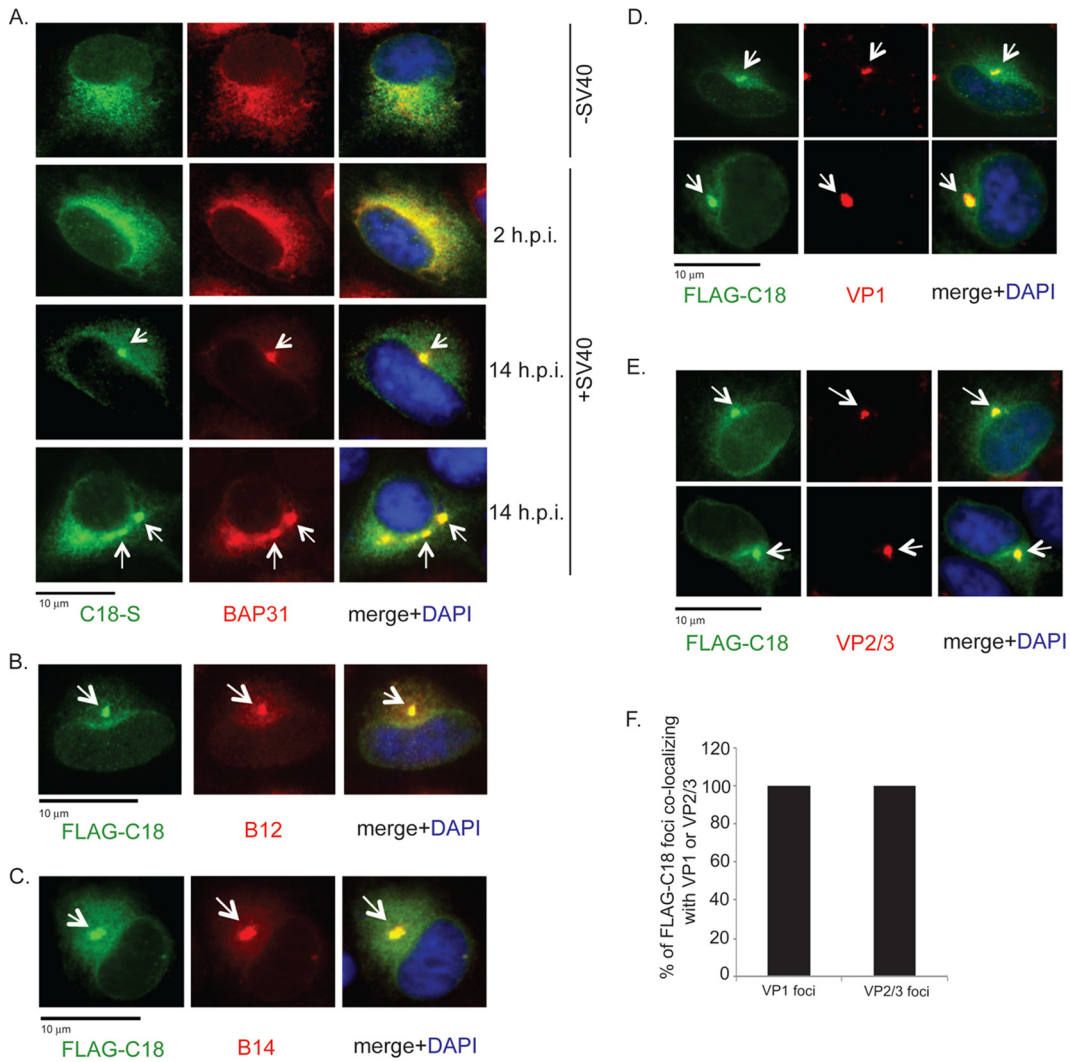 A.
-SV40
2 h.p.i.
14 h.p.i.
14 h.p.i.
+SV40
10 μm
C18-S
BAP31
merge+DAPI
B.
10 μm
FLAG-C18
B12
merge+DAPI
C.
10 μm
FLAG-C18
B14
merge+DAPI
D.
10 μm
FLAG-C18
VP1
merge+DAPI
E.
10 μm
FLAG-C18
VP2/3
merge+DAPI
F.
% of FLAG-C18 foci co-localizing
with VP1 or VP2/3
120
100
80
60
40
20
0
VP1 foci
VP2/3 foci